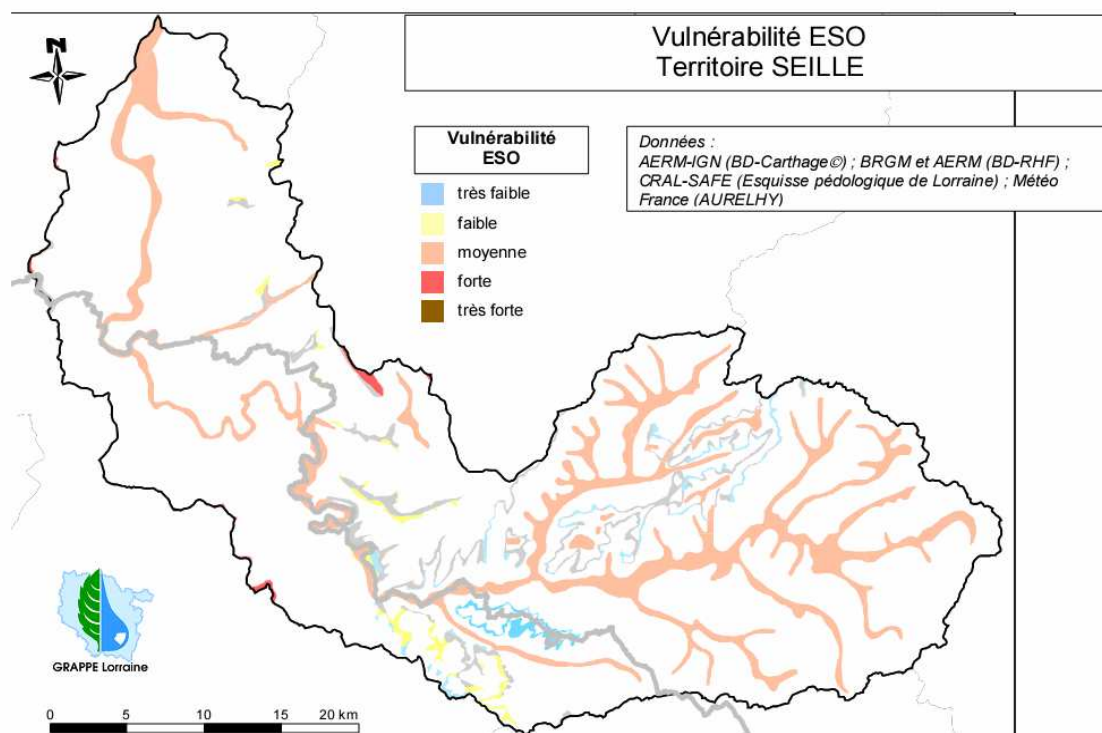 Vulnérabilité ESO
Territoire SEILLE
N
Vulnérabilité
ESO
très faible
faible
moyenne
forte
très forte
Données :
AERM-IGN (BD-Carthage©) ; BRGM et AERM (BD-RHF) ;
CRAL-SAFE (Esquisse pédologique de Lorraine) ; Météo
France (AURELHY)
GRAPPE Lorraine
0 5 10 15 20 km